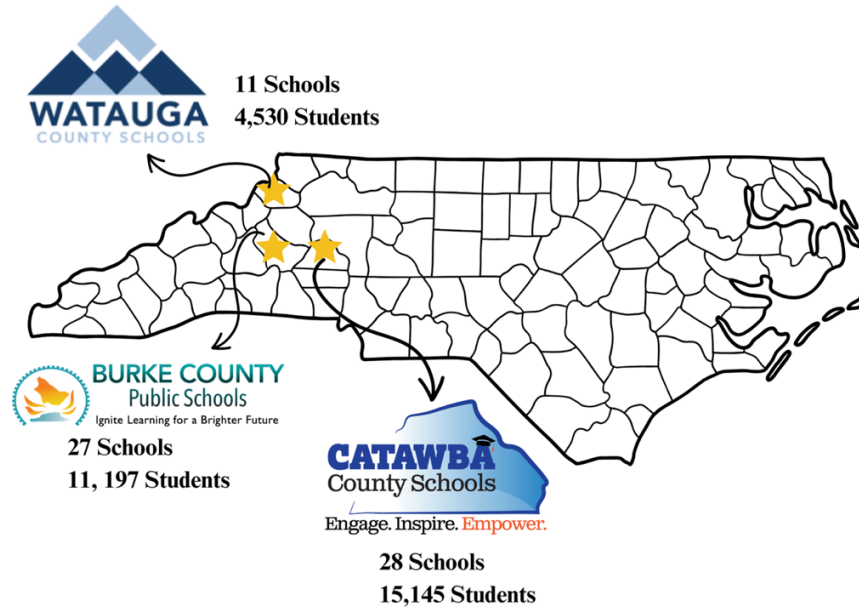 WATAUGA
COUNTY SCHOOLS
11 Schools
4,530 Students
BURKE COUNTY
Public Schools
Ignite Learning for a Brighter Future
27 Schools
11, 197 Students
CATAWBA
County Schools
Engage. Inspire. Empower.
28 Schools
15,145 Students